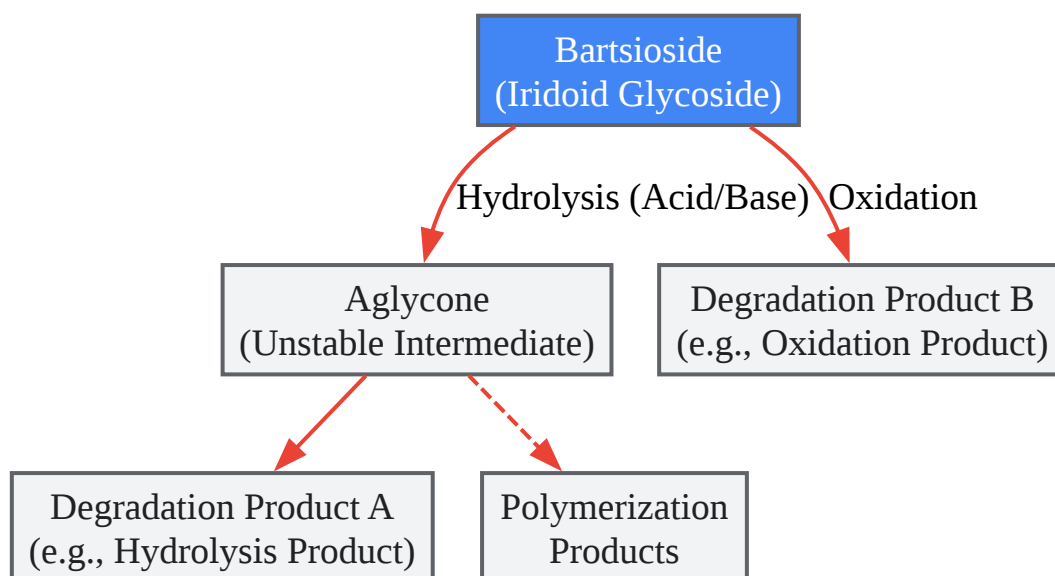 Bartsioside
(Iridoid Glycoside)
Hydrolysis (Acid/Base)
Oxidation
Aglycone
(Unstable Intermediate)
Degradation Product B
(e.g., Oxidation Product)
Degradation Product A
(e.g., Hydrolysis Product)
Polymerization
Products